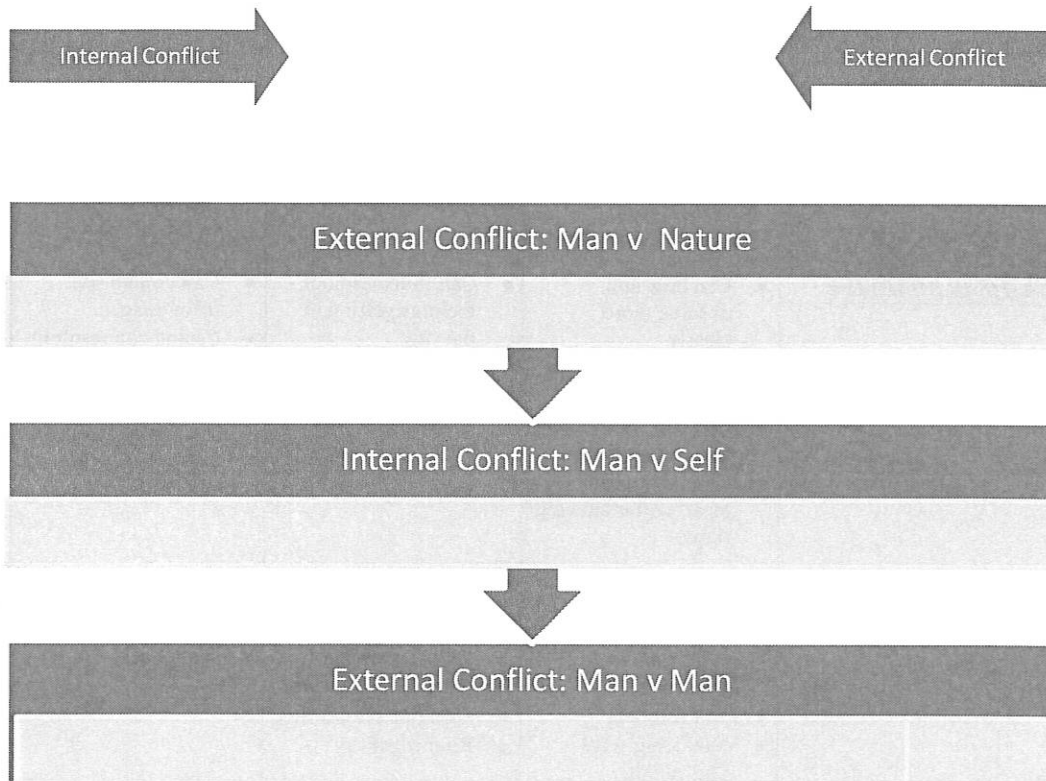 Internal Conflict
External Conflict
External Conflict: Man v Nature
Internal Conflict: Man v Self
External Conflict: Man v Man